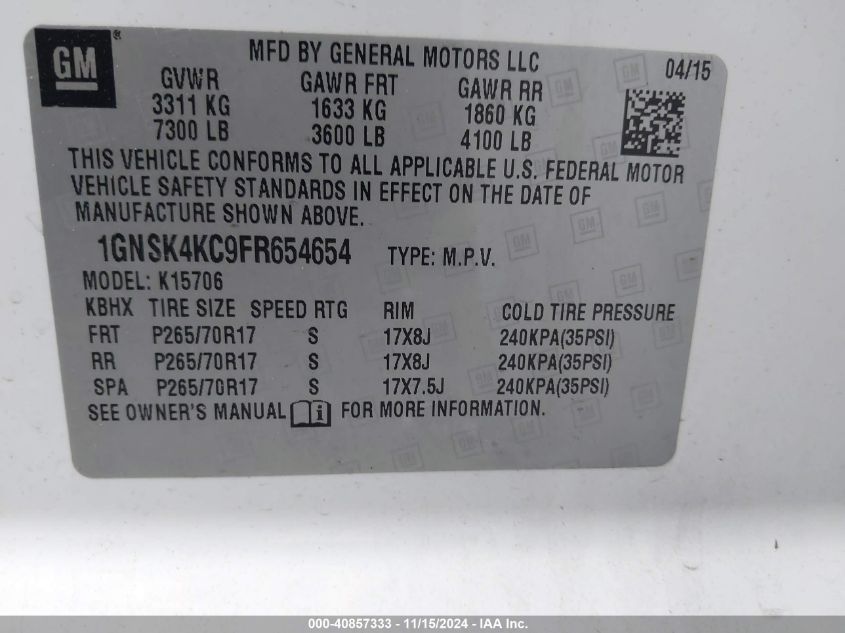 GM ®
MFD BY GENERAL MOTORS LLC
04/15
GVWR GAWR FRT GAWR RR
3311 KG 1633 KG 1860 KG
7300 LB 3600 LB 4100 LB
THIS VEHICLE CONFORMS TO ALL APPLICABLE U.S. FEDERAL MOTOR
VEHICLE SAFETY STANDARDS IN EFFECT ON THE DATE OF
MANUFACTURE SHOWN ABOVE.
1GNSK4KC9FR654654 TYPE: M.P.V.
MODEL: K15706
KBHX TIRE SIZE SPEED RTG RIM COLD TIRE PRESSURE
FRT P265/70R17 S 17X8J 240KPA(35PSI)
RR P265/70R17 S 17X8J 240KPA(35PSI)
SPA P265/70R17 S 17X7.5J 240KPA(35PSI)
SEE OWNER'S MANUAL i FOR MORE INFORMATION.
000-40857333 - 11/15/2024 - IAA Inc.